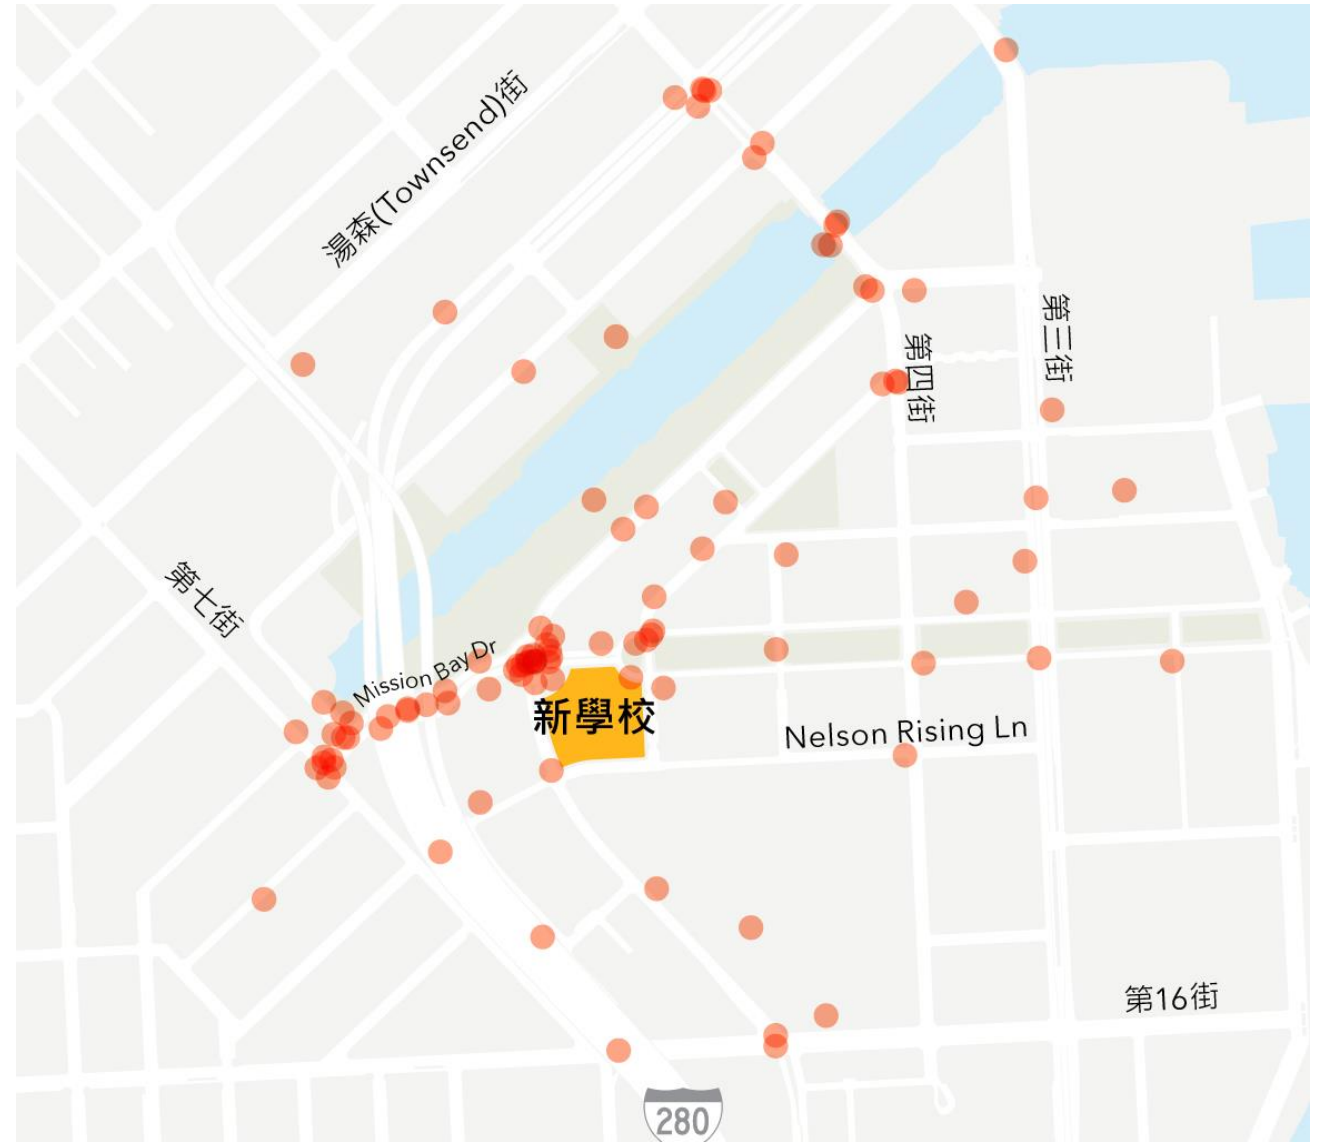 湯森(Townsend)街
第三街
第四街
第七街
Mission Bay Dr
新學校
Nelson Rising Ln
第16街
280